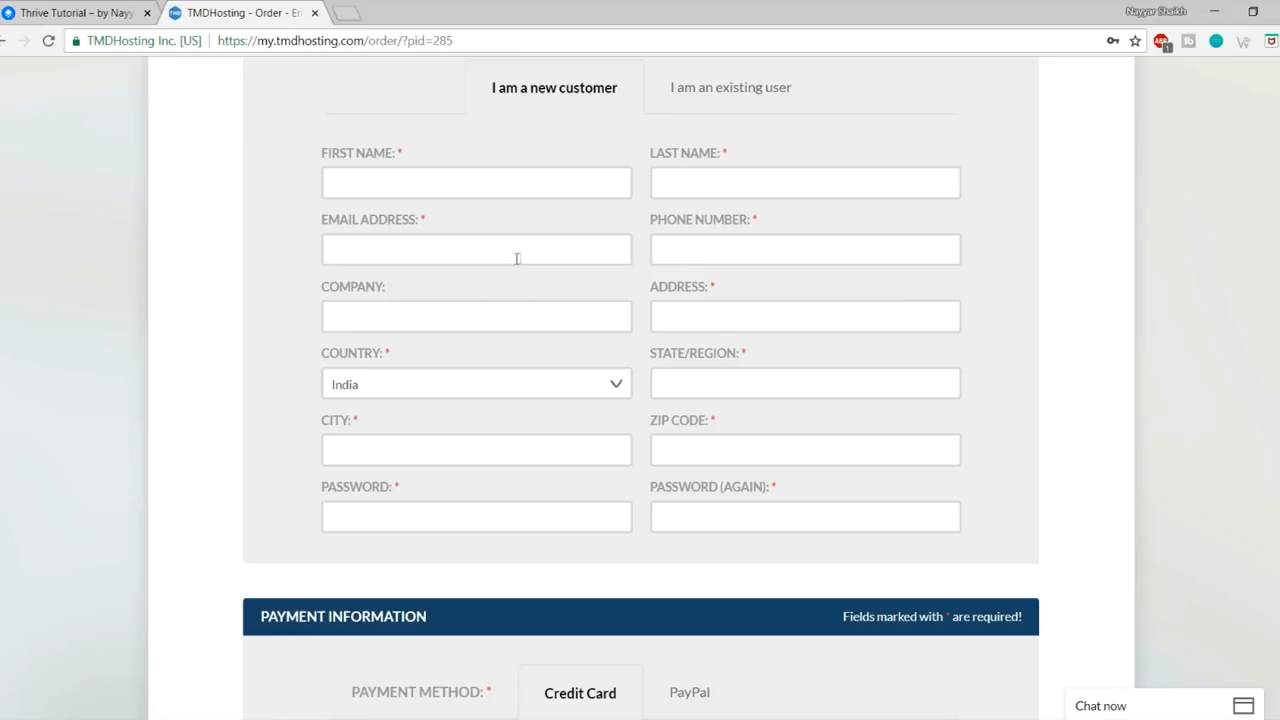 Thrive Tutorial – by Nayy
TMDHosting - Order - En
Nayyar Shaikh
TMDHosting Inc. [US]
https://my.tmdhosting.com/order/?pid=285
I am a new customer
I am an existing user
FIRST NAME: *
LAST NAME: *
EMAIL ADDRESS: *
PHONE NUMBER: *
COMPANY:
ADDRESS: *
COUNTRY: *
STATE/REGION: *
India
CITY: *
ZIP CODE: *
PASSWORD: *
PASSWORD (AGAIN): *
PAYMENT INFORMATION
Fields marked with * are required!
PAYMENT METHOD: *
Credit Card
PayPal
Chat now